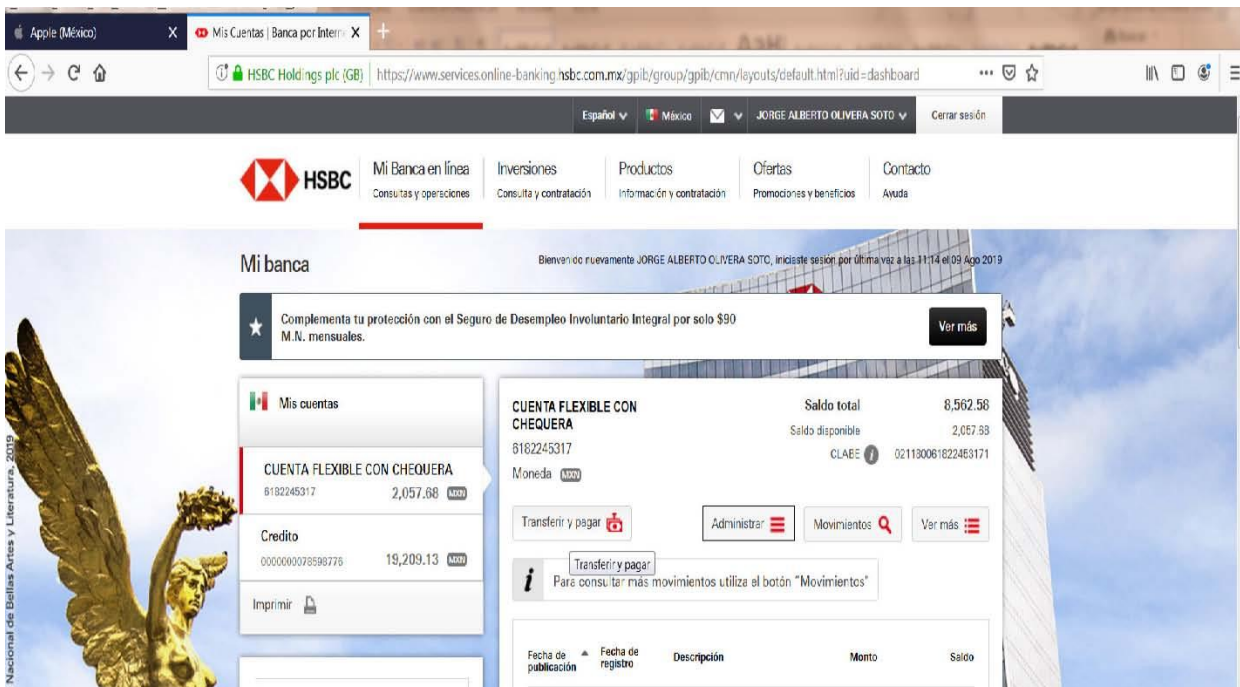 Apple (México)
Mis Cuentas | Banca por Interne
HSBC Holdings plc (GB)
https://www.services.online-banking.hsbc.com.mx/gpib/group/gpib/cmn/layouts/default.html?uid=dashboard
Español
México
JORGE ALBERTO OLIVERA SOTO
Cerrar sesión
HSBC
Mi Banca en línea
Consultas y operaciones
Inversiones
Consulta y contratación
Productos
Información y contratación
Ofertas
Promociones y beneficios
Contacto
Ayuda
Mi banca
Bienvenido nuevamente JORGE ALBERTO OLIVERA SOTO, iniciaste sesión por última vez a las 11:14 el 09 Ago 2019
Complementa tu protección con el Seguro de Desempleo Involuntario Integral por solo $90
M.N. mensuales.
Ver más
Mis cuentas
CUENTA FLEXIBLE CON CHEQUERA
6182245317 2,057.68 MXN
Credito
0000000078598776 19,209.13 MXN
Imprimir
CUENTA FLEXIBLE CON
CHEQUERA
6182245317
Moneda MXN
Saldo total 8,562.58
Saldo disponible 2,057.68
CLABE 021180061822453171
Transferir y pagar
Administrar
Movimientos
Ver más
Transferir y pagar
Para consultar más movimientos utiliza el botón "Movimientos"
Fecha de
publicación
Fecha de
registro
Descripción
Monto
Saldo
Nacional de Bellas Artes y Literatura, 2019